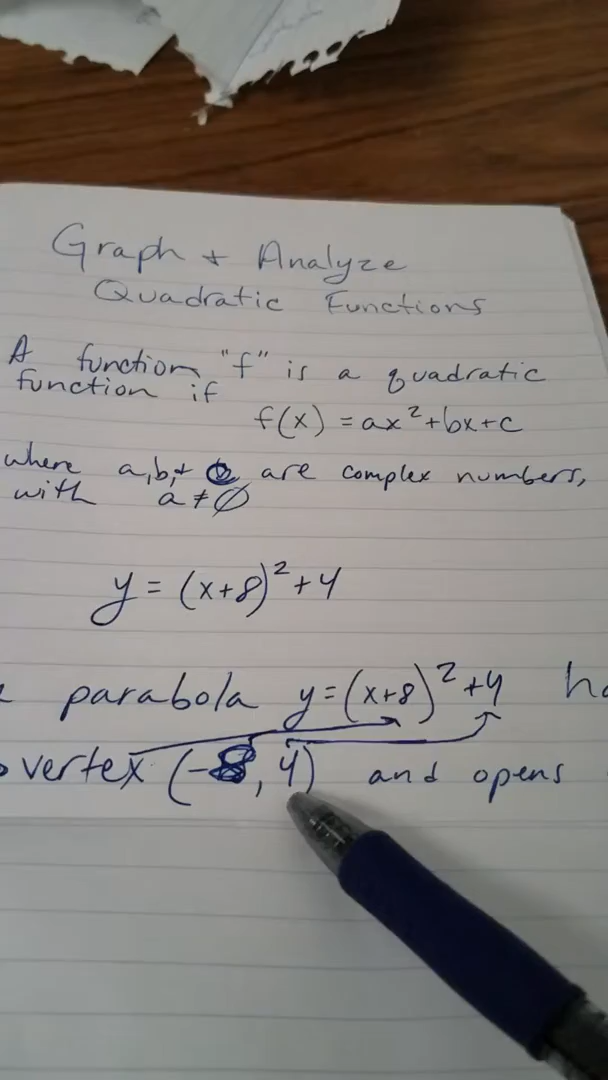 Graph + Analyze
Quadratic Functions
A function "f" is a quadratic
function if
f(x) = ax²+bx+c
where a,b,+ c are complex numbers,
with a ≠ 0
y = (x+8)²+4
parabola y=(x+8)²+4
vertex (-8, 4) and opens